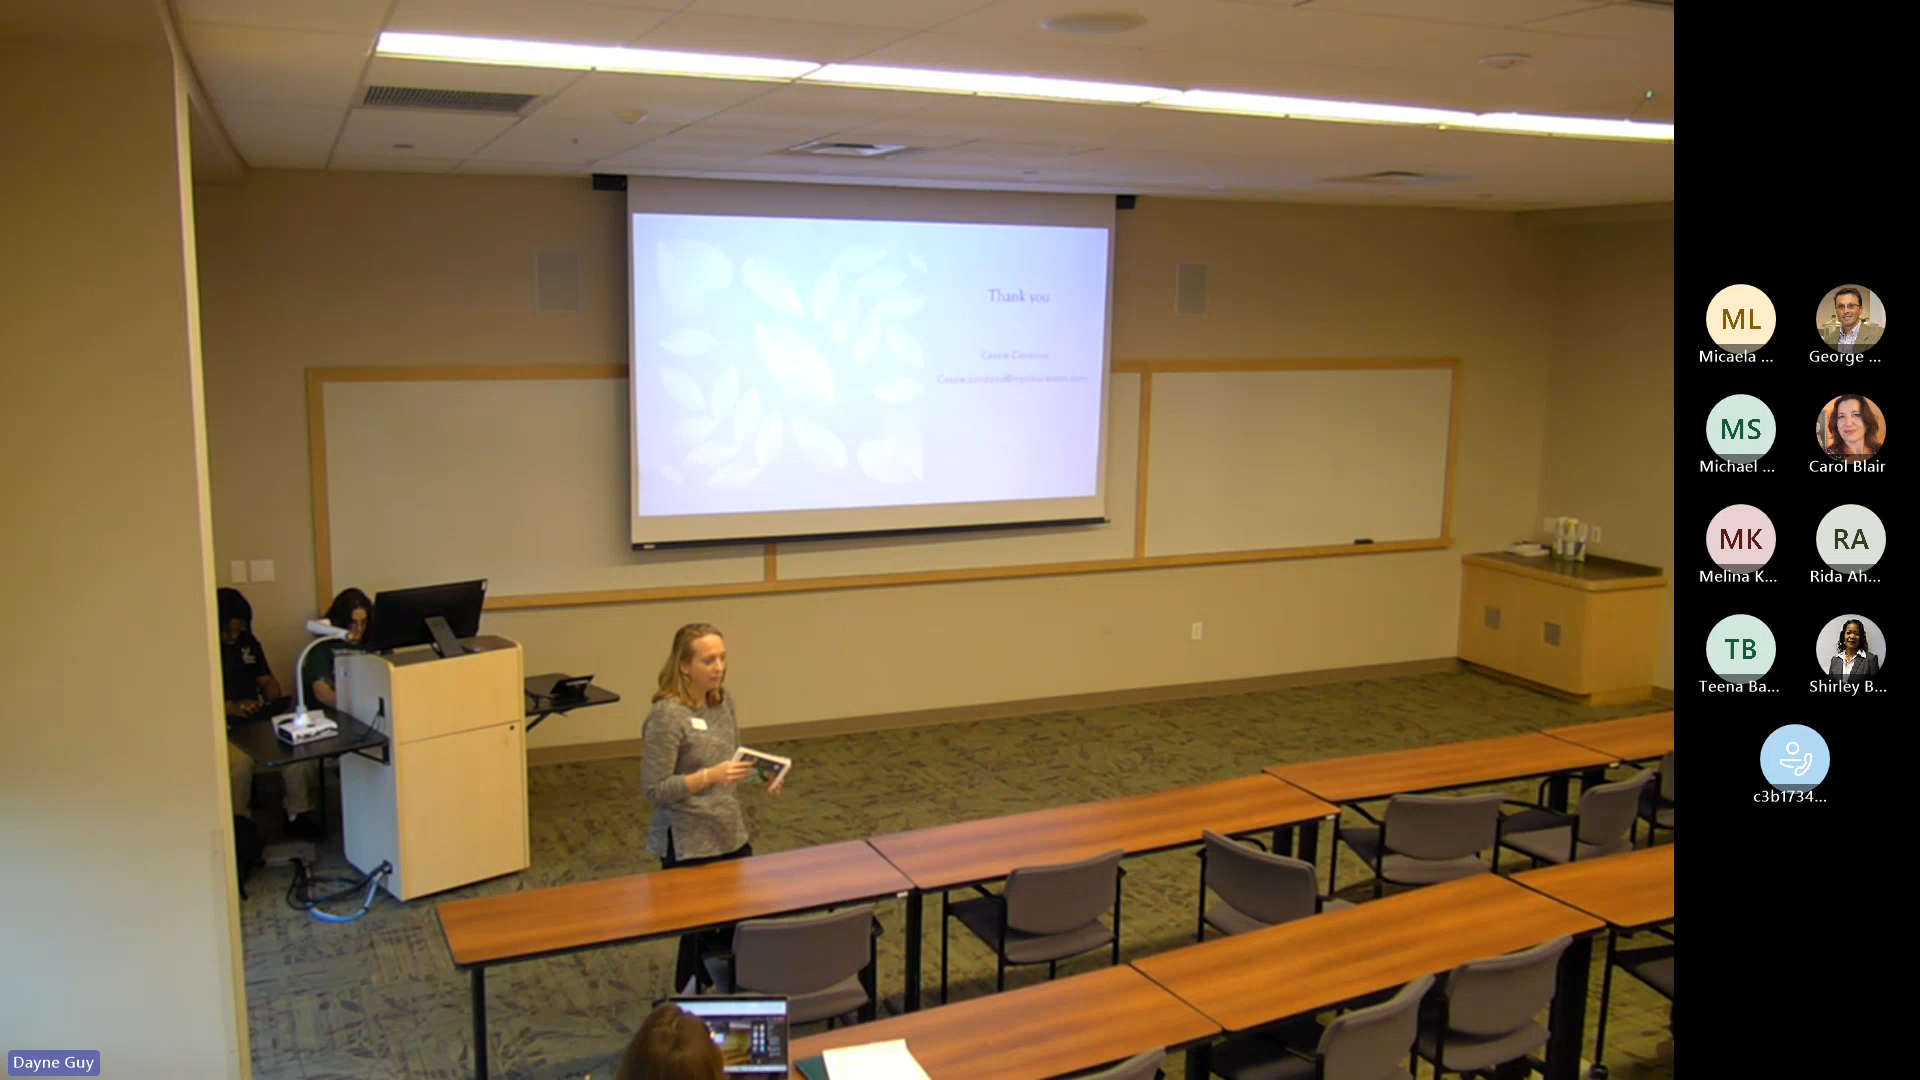 Thank you
ML
Micaela ...
George ...
MS
Michael ...
Carol Blair
MK
Melina K...
RA
Rida Ah...
TB
Teena Ba...
Shirley B...
c3b1734...
Dayne Guy